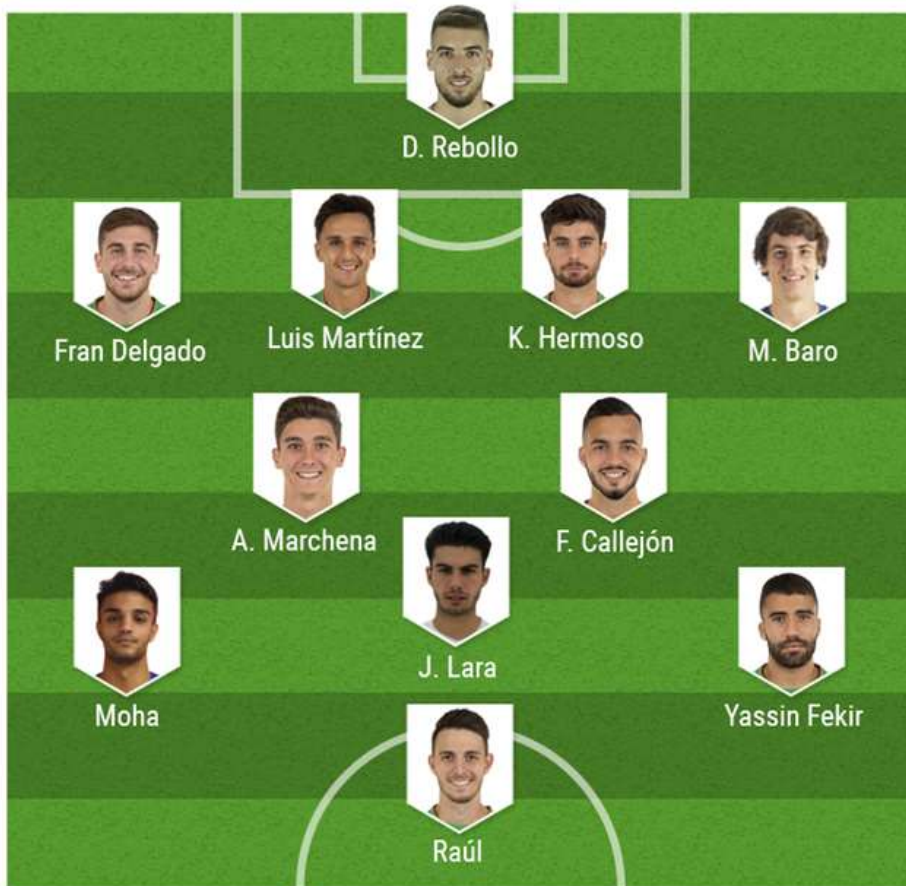 D. Rebollo
Fran Delgado
Luis Martínez
K. Hermoso
M. Baro
A. Marchena
F. Callejón
J. Lara
Moha
Yassin Fekir
Raúl